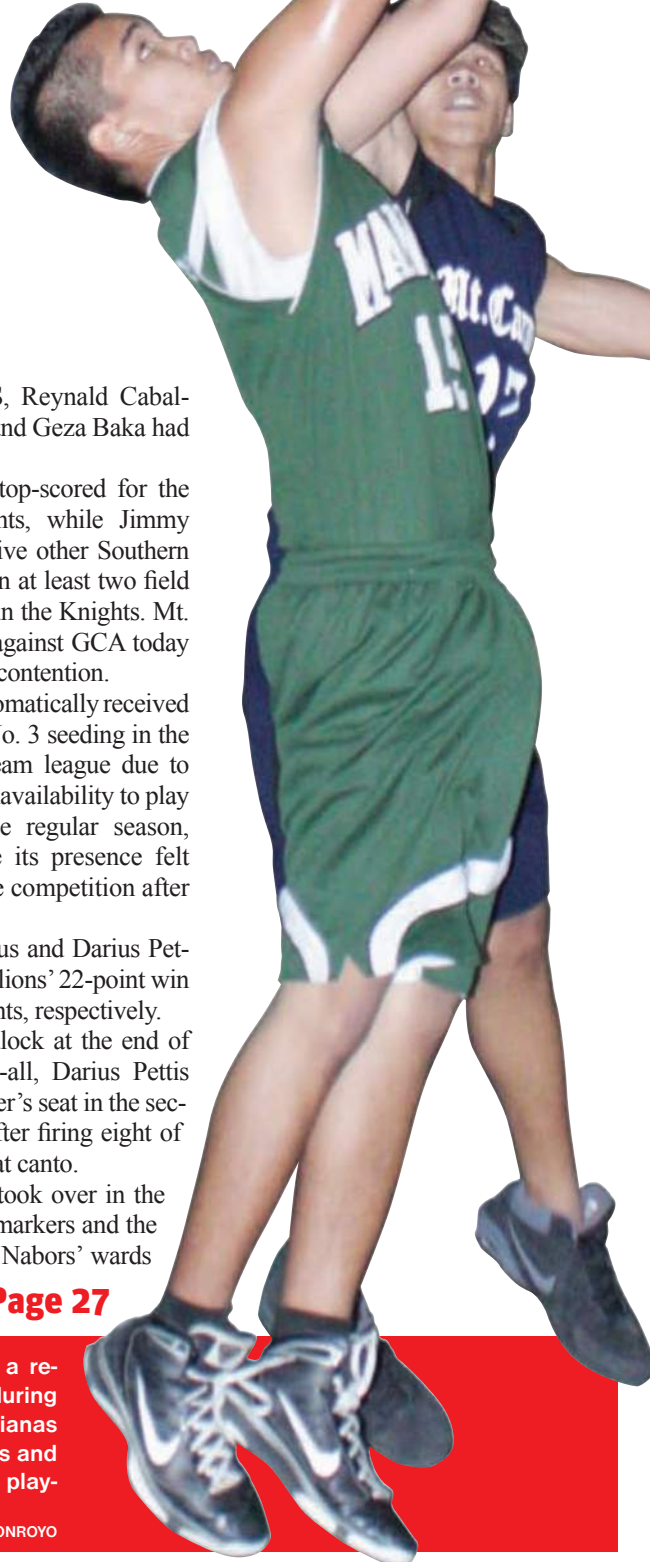 S, Reynald Cabal-
nd Geza Baka had
top-scored for the
nts, while Jimmy
ive other Southern
n at least two field
in the Knights. Mt.
against GCA today
contention.
omatically received
o. 3 seeding in the
eam league due to
availability to play
e regular season,
e its presence felt
e competition after
us and Darius Pet-
lions’ 22-point win
nts, respectively.
lock at the end of
-all, Darius Pettis
er’s seat in the sec-
fter firing eight of
at canto.
took over in the
markers and the
Nabors’ wards
Page 27
a re-
during
ianas
s and
play-
ONROYO
MAN
15
Mt.Carm